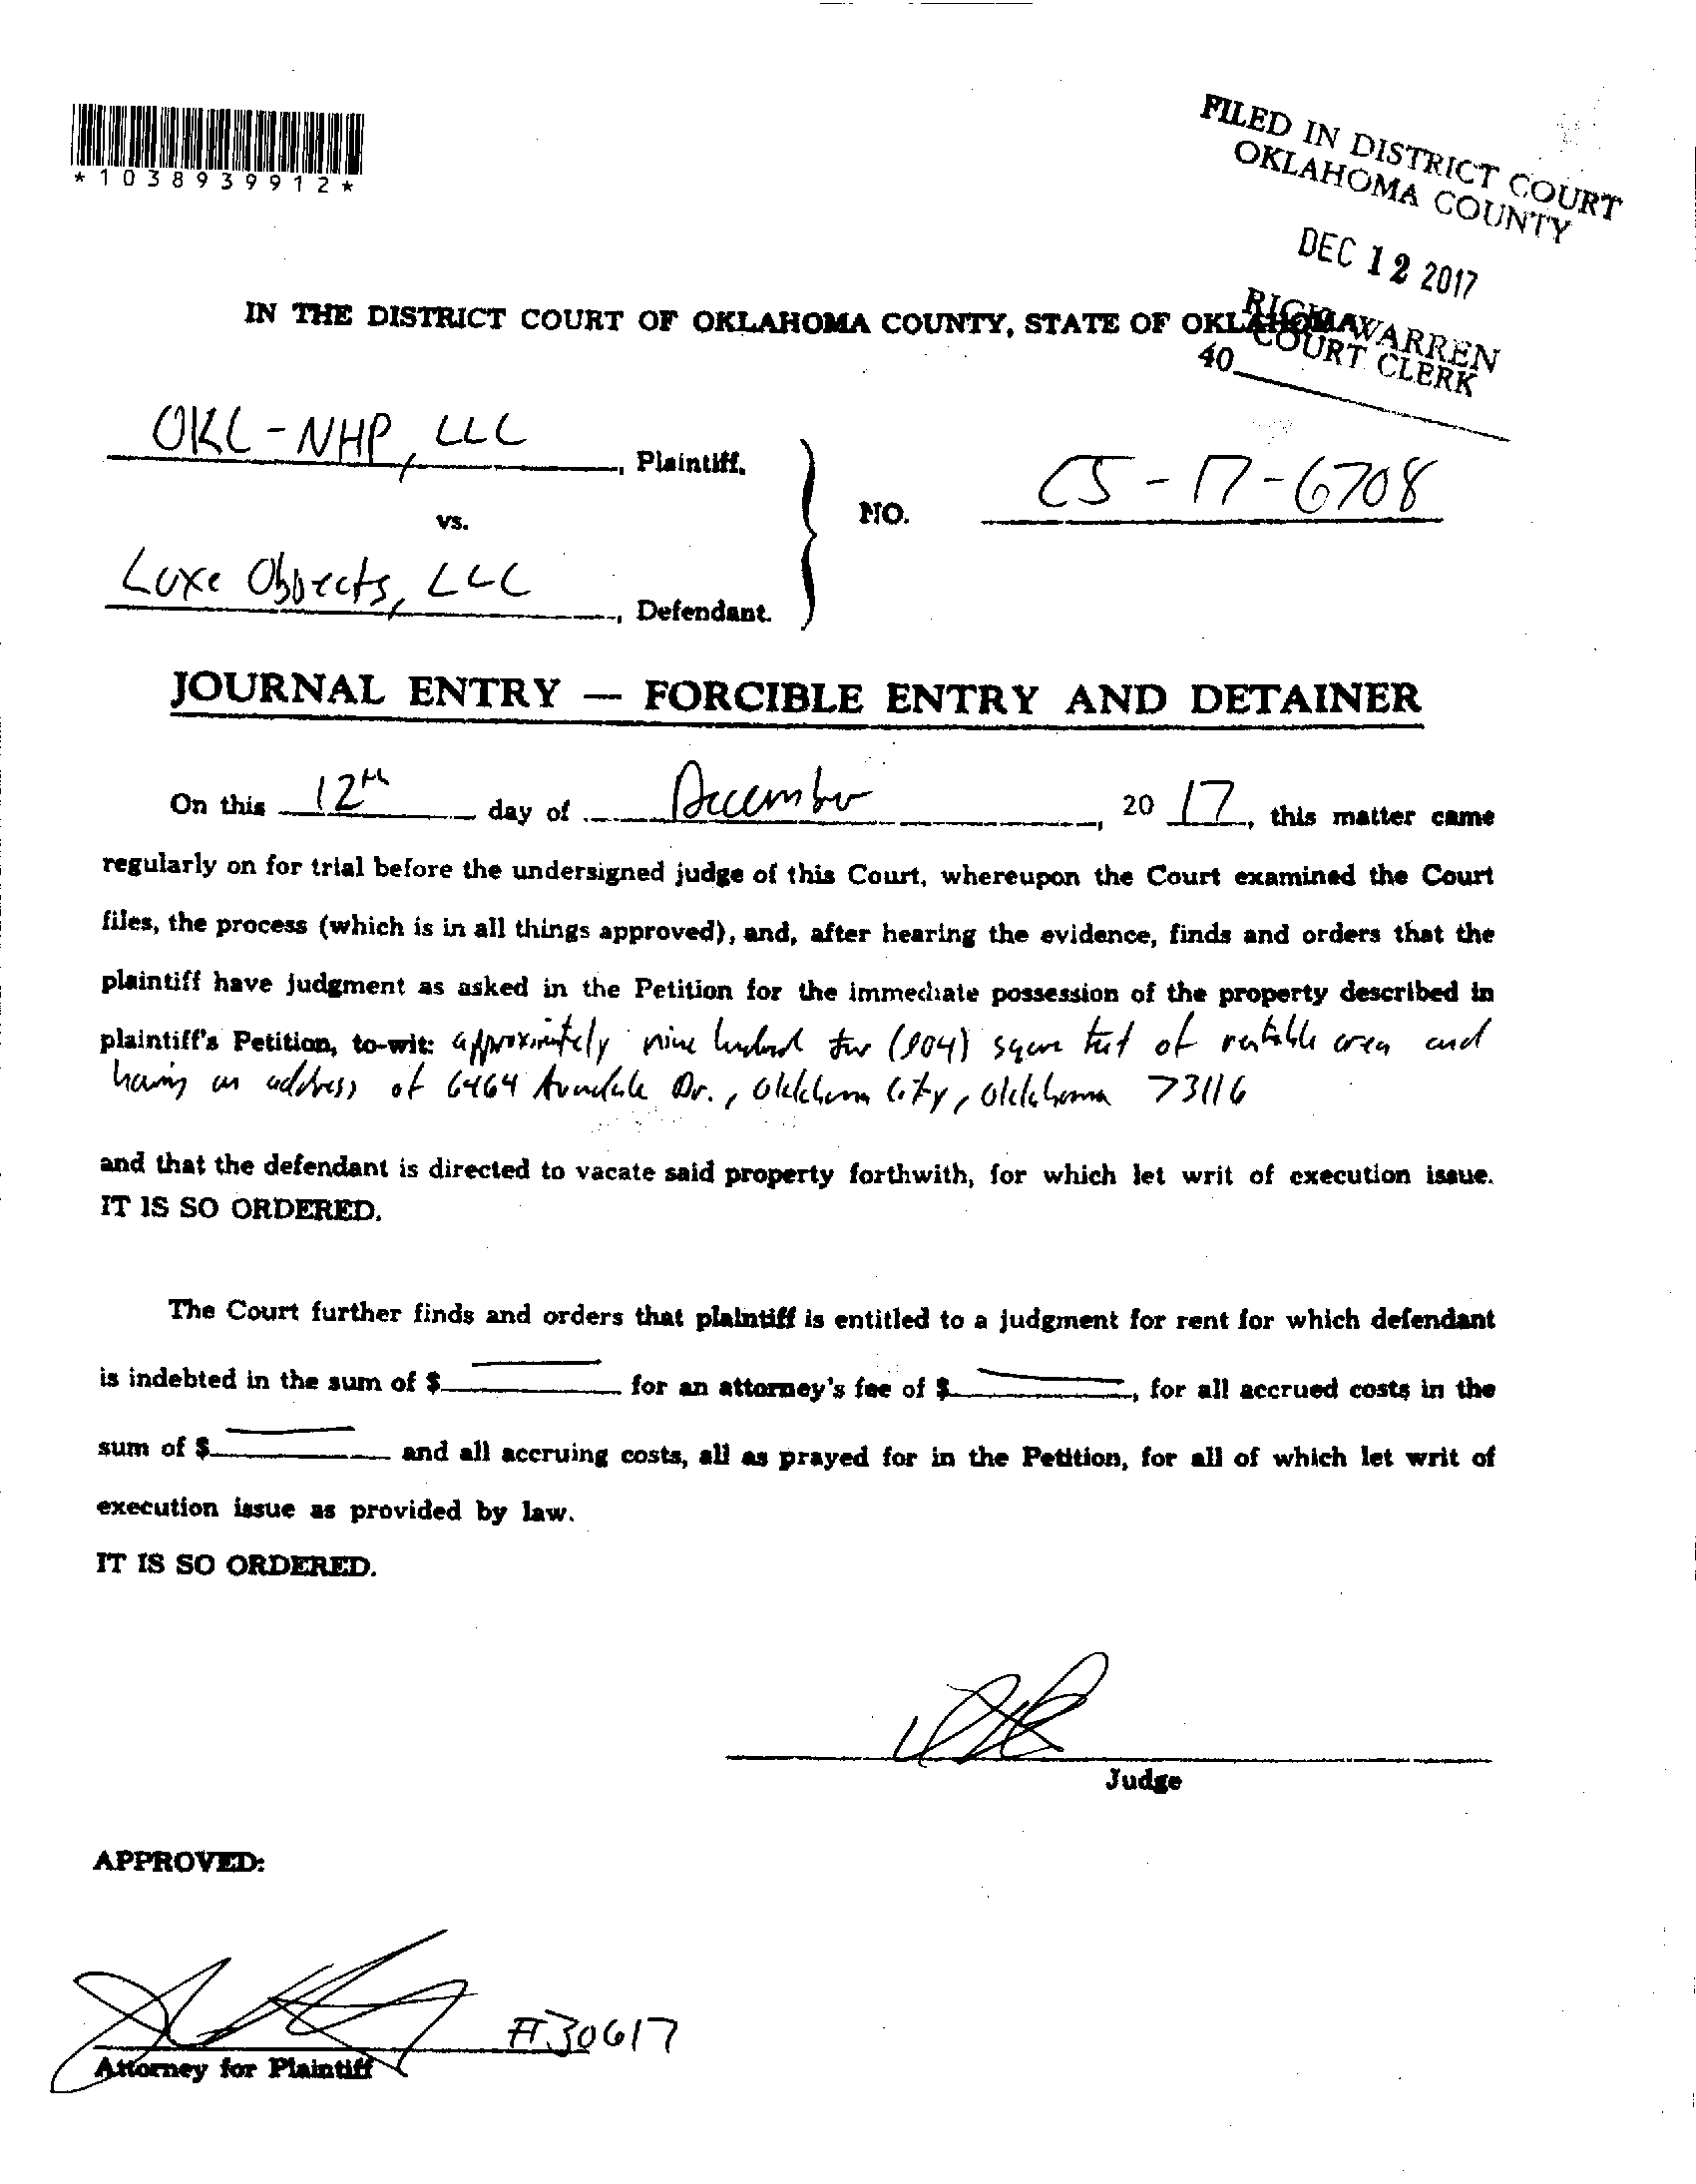 *1038939912*
FILED IN DISTRICT COURT
OKLAHOMA COUNTY
DEC 12 2017
RICK WARREN
COURT CLERK
40
IN THE DISTRICT COURT OF OKLAHOMA COUNTY, STATE OF OKLAHOMA
OKC-NHP, LLC, Plaintiff,
vs.
NO. CS-17-6708
Luxe Objects, LLC, Defendant.
JOURNAL ENTRY — FORCIBLE ENTRY AND DETAINER
On this 12th day of December, 2017, this matter came
regularly on for trial before the undersigned judge of this Court, whereupon the Court examined the Court
files, the process (which is in all things approved), and, after hearing the evidence, finds and orders that the
plaintiff have judgment as asked in the Petition for the immediate possession of the property described in
plaintiff's Petition, to-wit: approximately nine hundred four (904) square feet of rentable area and
having an address of 6464 Avondale Dr., Oklahoma City, Oklahoma 73116
and that the defendant is directed to vacate said property forthwith, for which let writ of execution issue.
IT IS SO ORDERED.
The Court further finds and orders that plaintiff is entitled to a judgment for rent for which defendant
is indebted in the sum of $ for an attorney's fee of $, for all accrued costs in the
sum of $ and all accruing costs, all as prayed for in the Petition, for all of which let writ of
execution issue as provided by law.
IT IS SO ORDERED.
Judge
APPROVED:
#30617
Attorney for Plaintiff